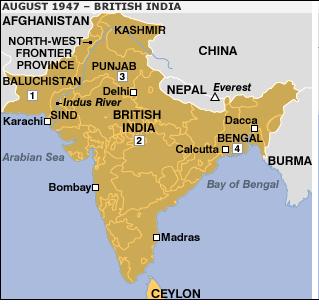 AUGUST 1947 – BRITISH INDIA
AFGHANISTAN
KASHMIR
NORTH-WEST
FRONTIER
PROVINCE
CHINA
PUNJAB
3
BALUCHISTAN
1
Delhi
NEPAL
Everest
Indus River
Karachi
SIND
BRITISH
INDIA
2
Dacca
BENGAL
4
Calcutta
BURMA
Arabian Sea
Bombay
Bay of Bengal
Madras
CEYLON